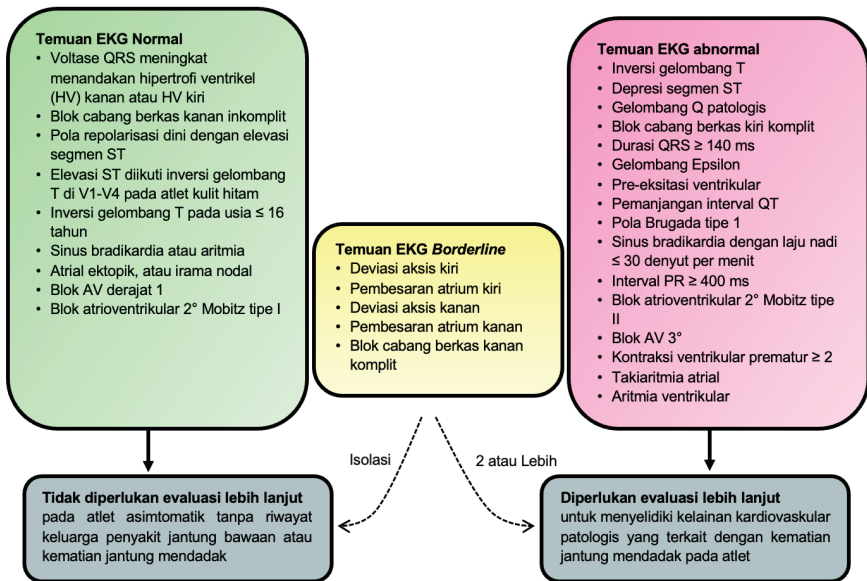 Temuan EKG Normal
• Voltase QRS meningkat
menandakan hipertrofi ventrikel
(HV) kanan atau HV kiri
• Blok cabang berkas kanan inkomplit
• Pola repolarisasi dini dengan elevasi
segmen ST
• Elevasi ST diikuti inversi gelombang
T di V1-V4 pada atlet kulit hitam
• Inversi gelombang T pada usia ≤ 16
tahun
• Sinus bradikardia atau aritmia
• Atrial ektopik, atau irama nodal
• Blok AV derajat 1
• Blok atrioventrikular 2° Mobitz tipe I
Temuan EKG Borderline
• Deviasi aksis kiri
• Pembesaran atrium kiri
• Deviasi aksis kanan
• Pembesaran atrium kanan
• Blok cabang berkas kanan
komplit
Temuan EKG abnormal
• Inversi gelombang T
• Depresi segmen ST
• Gelombang Q patologis
• Blok cabang berkas kiri komplit
• Durasi QRS ≥ 140 ms
• Gelombang Epsilon
• Pre-eksitasi ventrikular
• Pemanjangan interval QT
• Pola Brugada tipe 1
• Sinus bradikardia dengan laju nadi
≤ 30 denyut per menit
• Interval PR ≥ 400 ms
• Blok atrioventrikular 2° Mobitz tipe
II
• Blok AV 3°
• Kontraksi ventrikular prematur ≥ 2
• Takiaritmia atrial
• Aritmia ventrikular
Isolasi
2 atau Lebih
Tidak diperlukan evaluasi lebih lanjut
pada atlet asimtomatik tanpa riwayat
keluarga penyakit jantung bawaan atau
kematian jantung mendadak
Diperlukan evaluasi lebih lanjut
untuk menyelidiki kelainan kardiovaskular
patologis yang terkait dengan kematian
jantung mendadak pada atlet